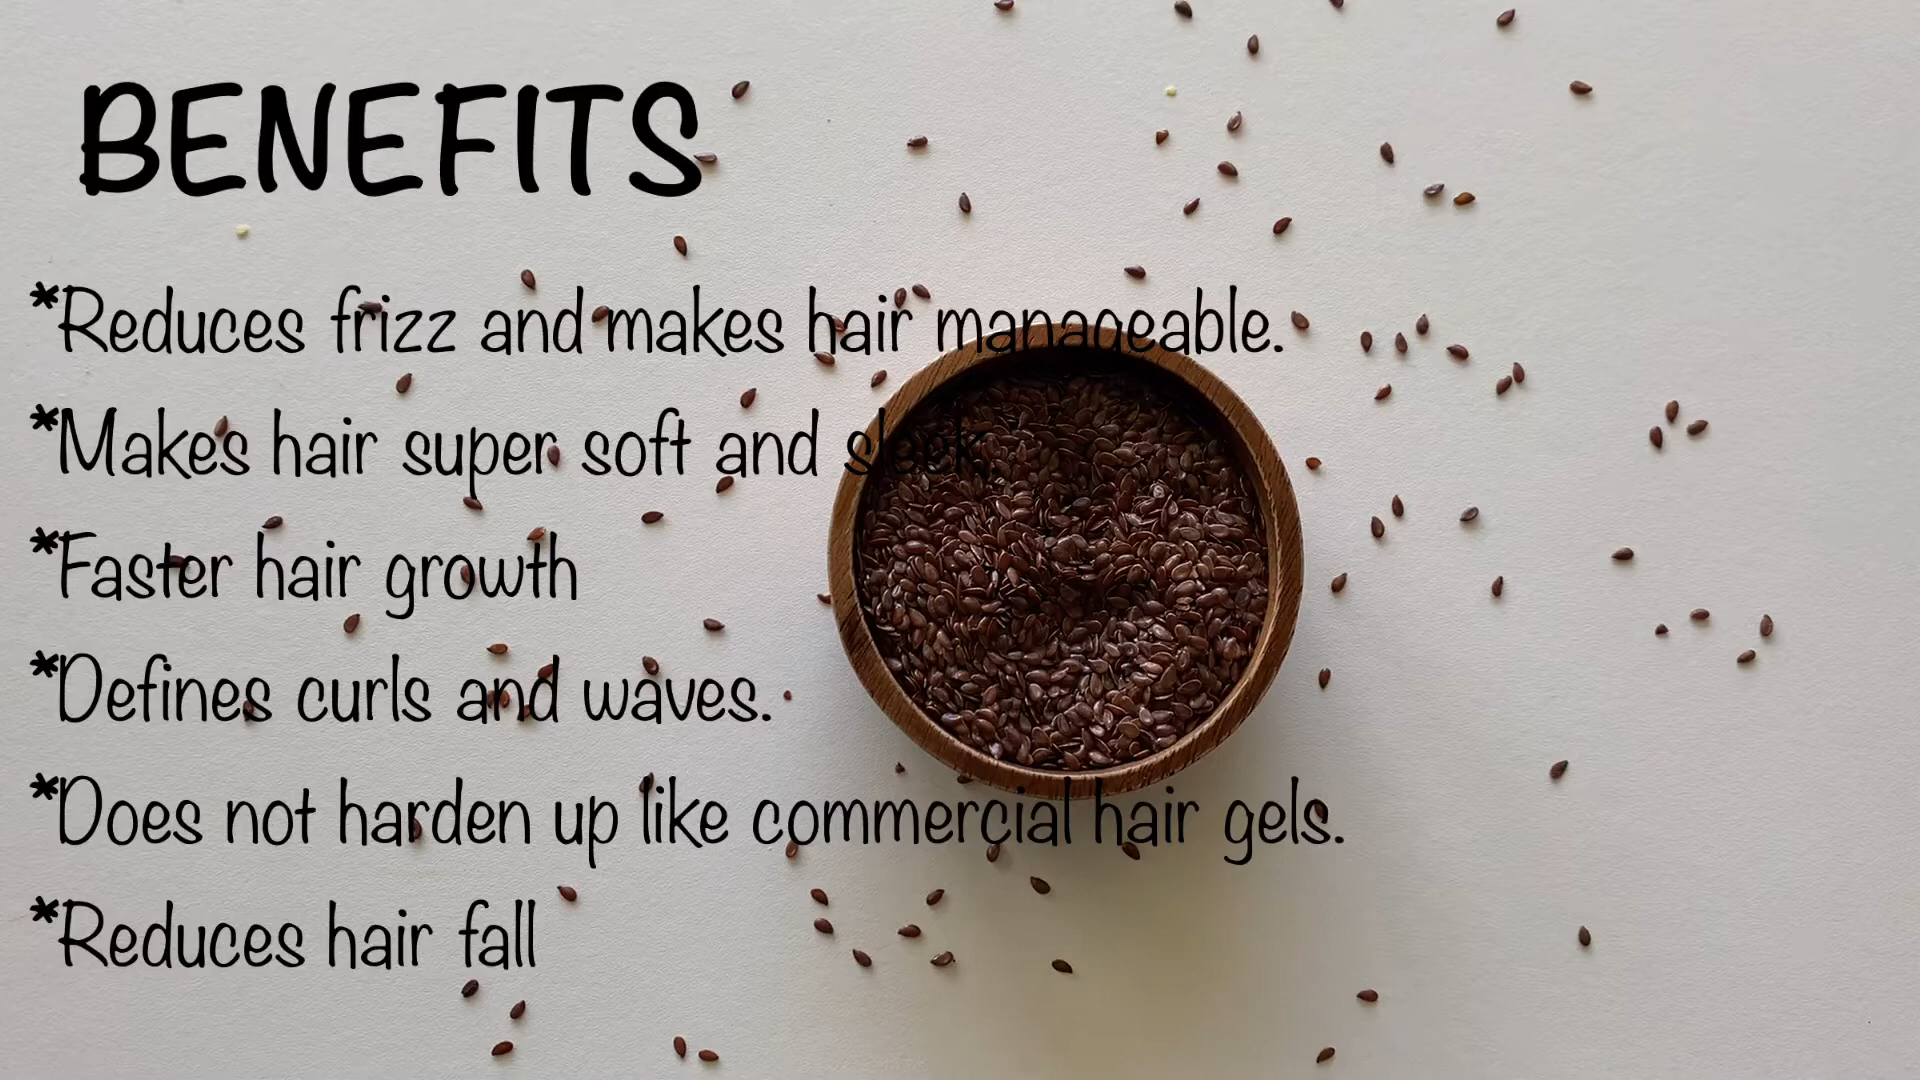 BENEFITS
*Reduces frizz and makes hair manageable.
*Makes hair super soft and sleek.
*Faster hair growth
*Defines curls and waves.
*Does not harden up like commercial hair gels.
*Reduces hair fall